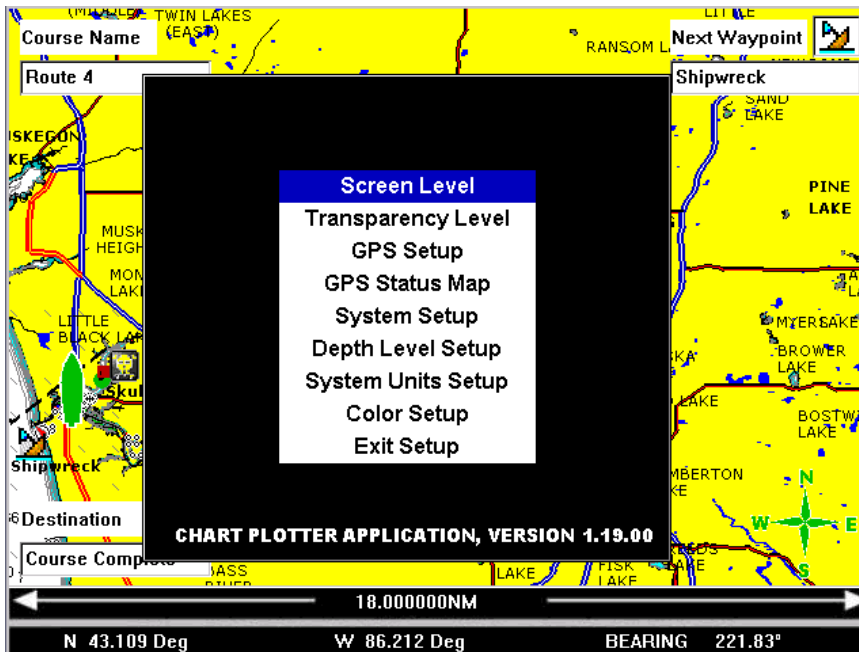 TWIN LAKES
(EAST)
Course Name
Route 4
RANSOM
LITTLE
Next Waypoint
Shipwreck
SAND
LAKE
PINE
LAKE
Screen Level
Transparency Level
GPS Setup
GPS Status Map
System Setup
Depth Level Setup
System Units Setup
Color Setup
Exit Setup
CHART PLOTTER APPLICATION, VERSION 1.19.00
LITTLE
Shipwreck
Destination
BROWER
LAKE
LAKE
LAKE
N
W
E
S
LAKE
FISK
LAKE
18.000000NM
N 43.109 Deg
W 86.212 Deg
BEARING 221.83°